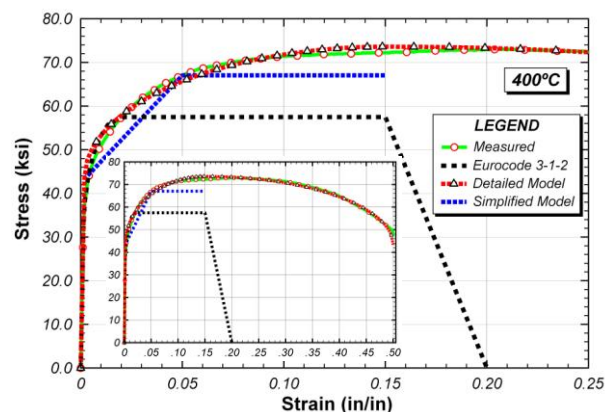 80.0
70.0
60.0
50.0
40.0
30.0
20.0
10.0
0.0
Stress (ksi)
400ºC
LEGEND
Measured
Eurocode 3-1-2
Detailed Model
Simplified Model
80
70
60
50
40
30
20
10
0
0 .05 .10 .15 .20 .25 .30 .35 .40 .45 .50
0 0.05 0.10 0.15 0.20 0.25
Strain (in/in)